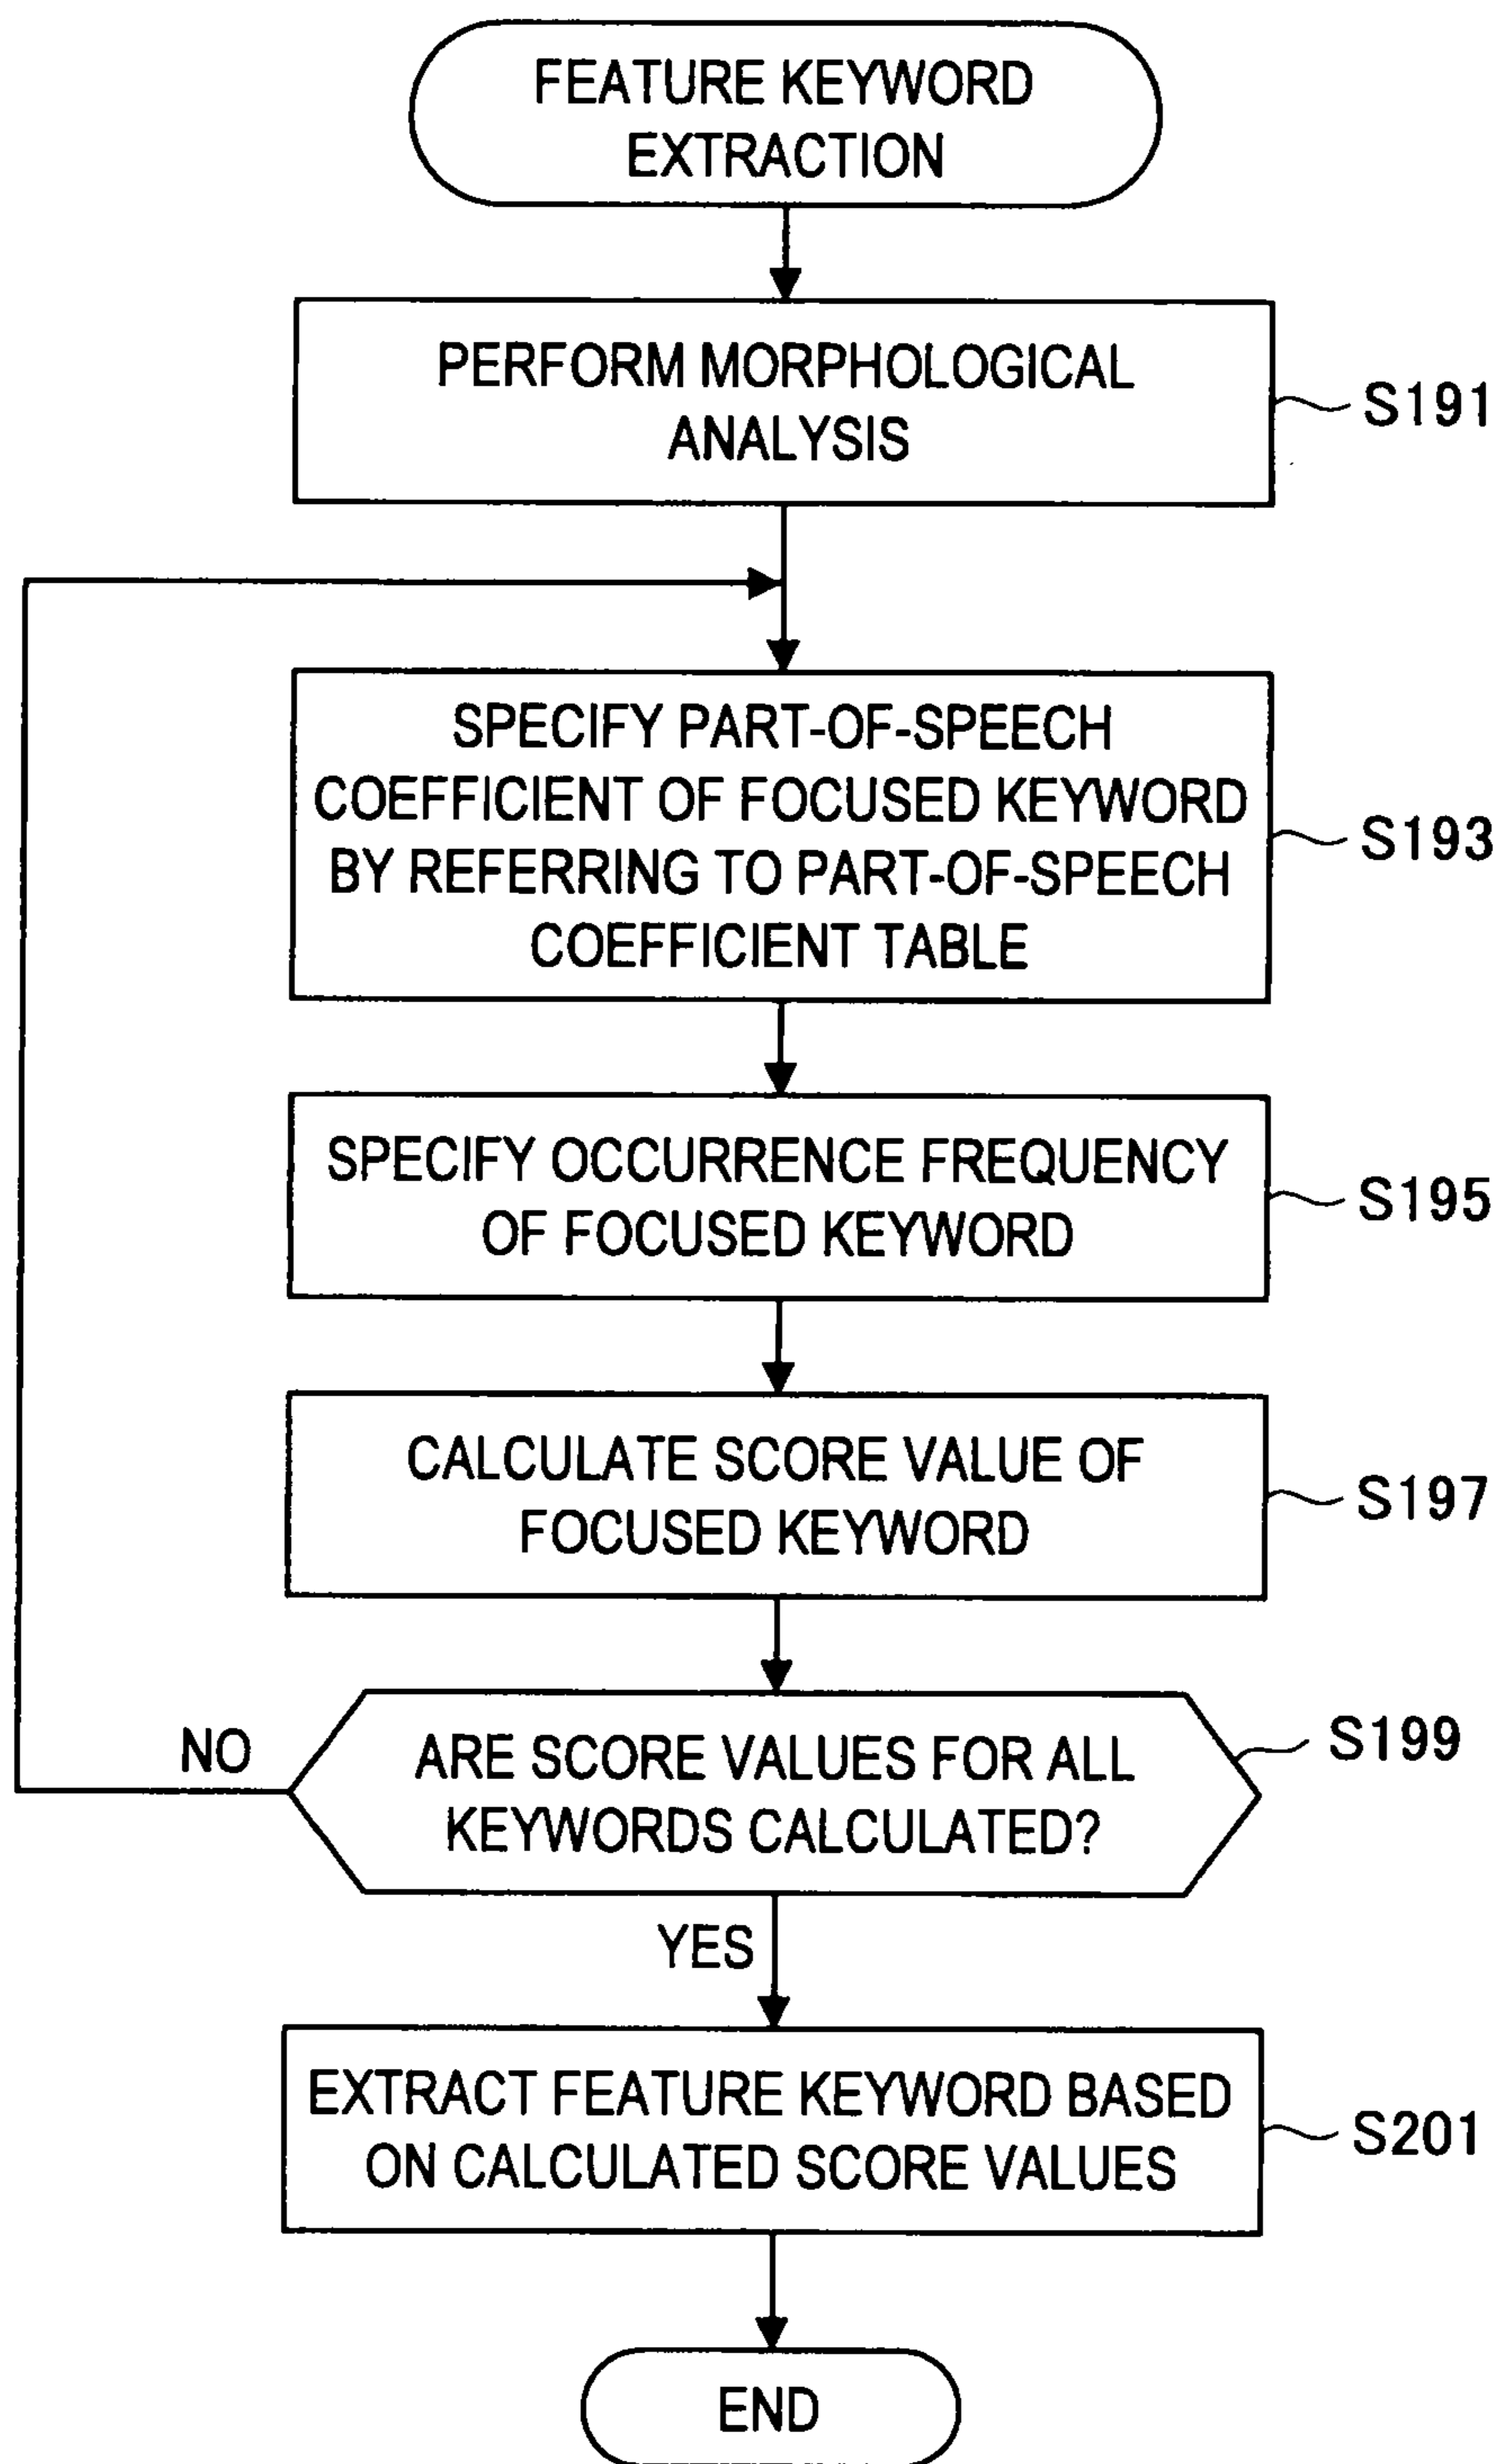 FEATURE KEYWORD
EXTRACTION
PERFORM MORPHOLOGICAL
ANALYSIS
S191
SPECIFY PART-OF-SPEECH
COEFFICIENT OF FOCUSED KEYWORD
BY REFERRING TO PART-OF-SPEECH
COEFFICIENT TABLE
S193
SPECIFY OCCURRENCE FREQUENCY
OF FOCUSED KEYWORD
S195
CALCULATE SCORE VALUE OF
FOCUSED KEYWORD
S197
ARE SCORE VALUES FOR ALL
KEYWORDS CALCULATED?
S199
NO
YES
EXTRACT FEATURE KEYWORD BASED
ON CALCULATED SCORE VALUES
S201
END